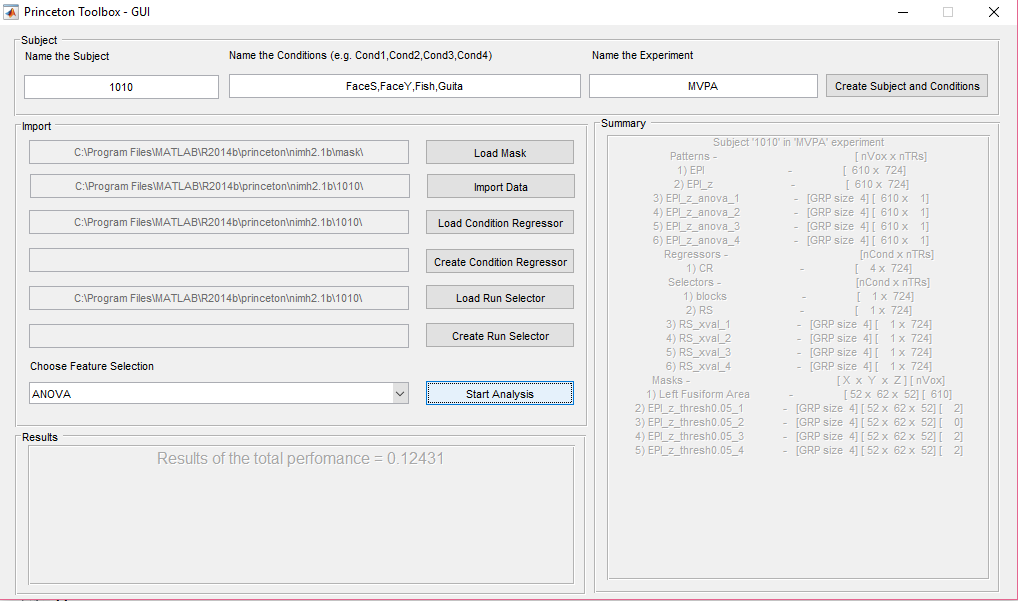 Princeton Toolbox - GUI
Subject
Name the Subject
Name the Conditions (e.g. Cond1,Cond2,Cond3,Cond4)
Name the Experiment
1010
FaceS,FaceY,Fish,Guita
MVPA
Create Subject and Conditions
Import
C:\Program Files\MATLAB\R2014b\princeton\nimh2.1b\mask\
Load Mask
C:\Program Files\MATLAB\R2014b\princeton\nimh2.1b\1010\
Import Data
C:\Program Files\MATLAB\R2014b\princeton\nimh2.1b\1010\
Load Condition Regressor
Create Condition Regressor
C:\Program Files\MATLAB\R2014b\princeton\nimh2.1b\1010\
Load Run Selector
Create Run Selector
Choose Feature Selection
ANOVA
Start Analysis
Results
Results of the total perfomance = 0.12431
Summary
Subject '1010' in 'MVPA' experiment
Patterns - [ nVox x nTRs]
1) EPI - [ 610 x 724]
2) EPI_z - [ 610 x 724]
3) EPI_z_anova_1 - [GRP size 4] [ 610 x 1]
4) EPI_z_anova_2 - [GRP size 4] [ 610 x 1]
5) EPI_z_anova_3 - [GRP size 4] [ 610 x 1]
6) EPI_z_anova_4 - [GRP size 4] [ 610 x 1]
Regressors - [nCond x nTRs]
1) CR - [ 4 x 724]
Selectors - [nCond x nTRs]
1) blocks - [ 1 x 724]
2) RS - [ 1 x 724]
3) RS_xval_1 - [GRP size 4] [ 1 x 724]
4) RS_xval_2 - [GRP size 4] [ 1 x 724]
5) RS_xval_3 - [GRP size 4] [ 1 x 724]
6) RS_xval_4 - [GRP size 4] [ 1 x 724]
Masks - [ X x Y x Z ] [ nVox]
1) Left Fusiform Area - [ 52 x 62 x 52] [ 610]
2) EPI_z_thresh0.05_1 - [GRP size 4] [ 52 x 62 x 52] [ 2]
3) EPI_z_thresh0.05_2 - [GRP size 4] [ 52 x 62 x 52] [ 0]
4) EPI_z_thresh0.05_3 - [GRP size 4] [ 52 x 62 x 52] [ 2]
5) EPI_z_thresh0.05_4 - [GRP size 4] [ 52 x 62 x 52] [ 2]